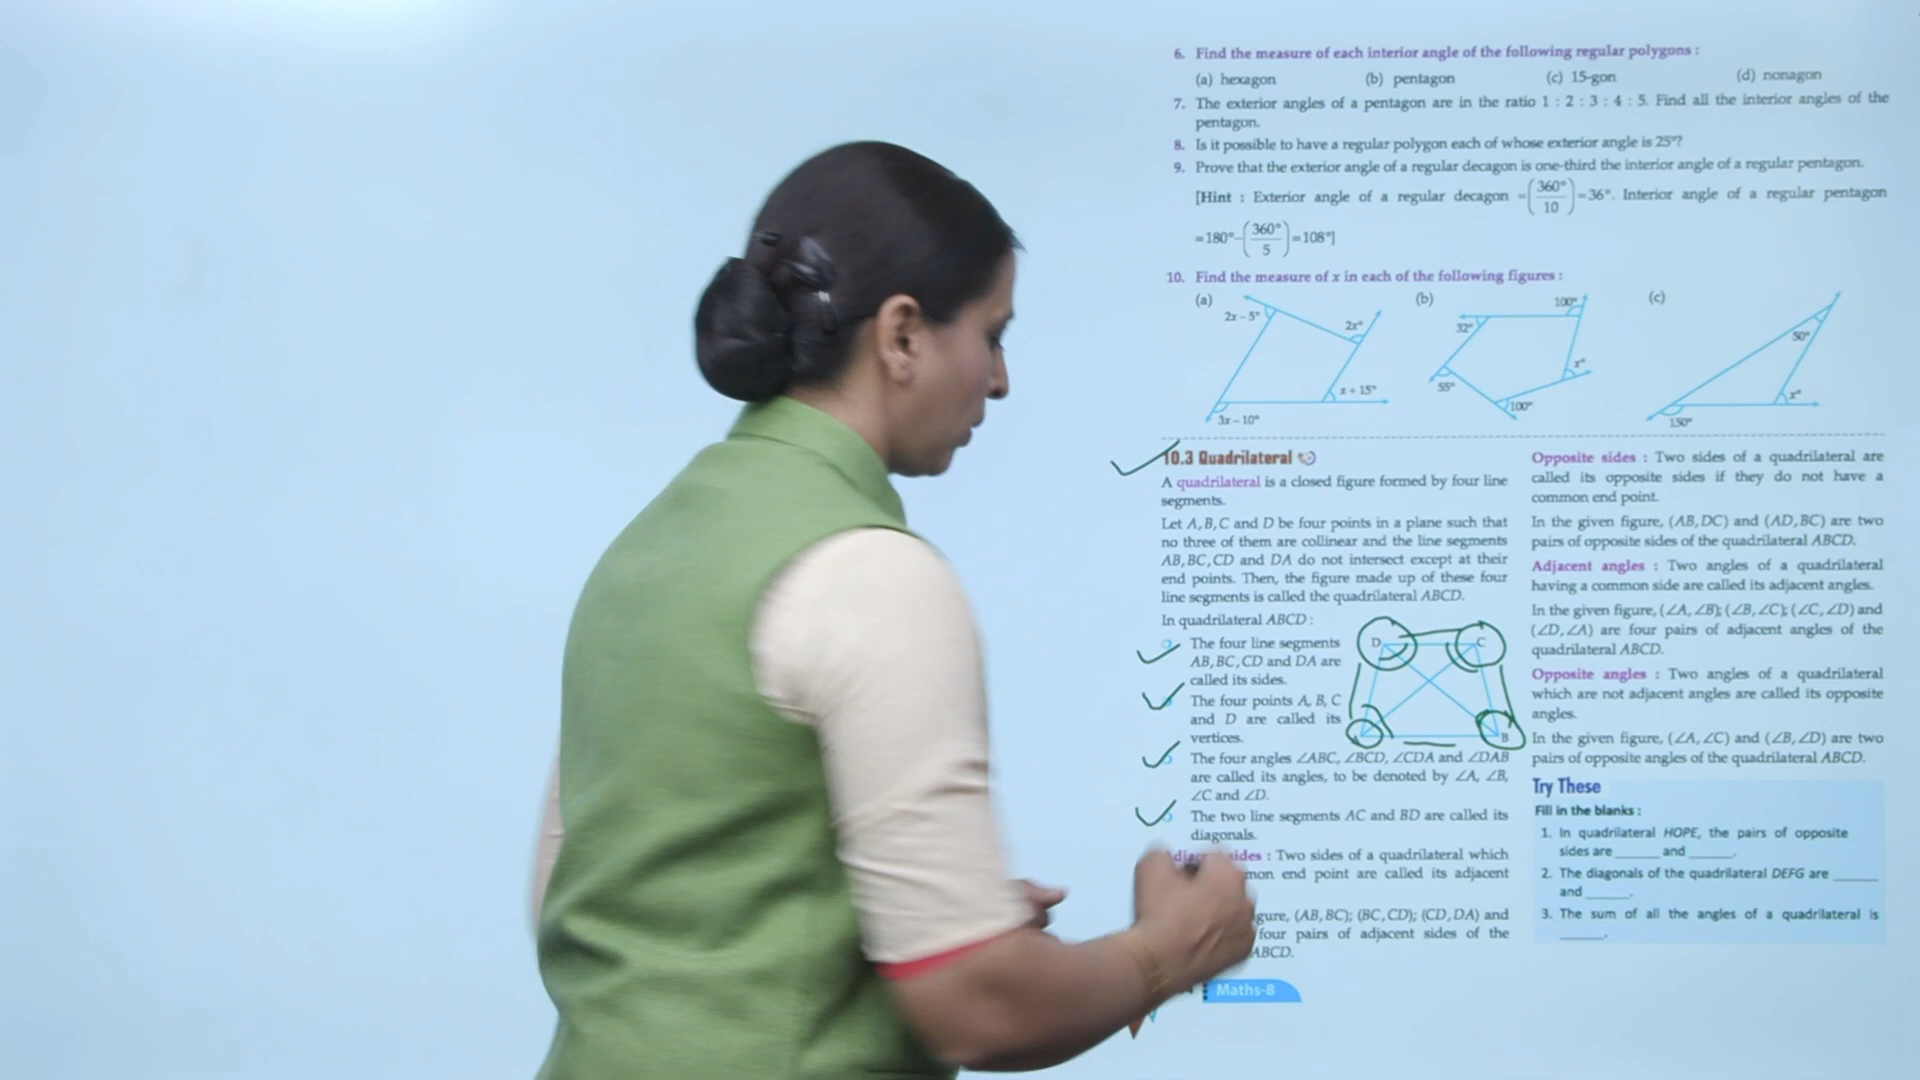 6. Find the measure of each interior angle of the following regular polygons :
(a) hexagon (b) pentagon (c) 15-gon (d) nonagon
7. The exterior angles of a pentagon are in the ratio 1 : 2 : 3 : 4 : 5. Find all the interior angles of the
pentagon.
8. Is it possible to have a regular polygon each of whose exterior angle is 25°?
9. Prove that the exterior angle of a regular decagon is one-third the interior angle of a regular pentagon.
[Hint : Exterior angle of a regular decagon =(360°/10)=36°. Interior angle of a regular pentagon
=180°-(360°/5)=108°]
10. Find the measure of x in each of the following figures :
(a) (b) (c)
2x-5° 2x° x+15° 3x-10°
32° 100° x° 55° 100°
50° x° 150°
10.3 Quadrilateral
A quadrilateral is a closed figure formed by four line
segments.
Let A, B, C and D be four points in a plane such that
no three of them are collinear and the line segments
AB, BC, CD and DA do not intersect except at their
end points. Then, the figure made up of these four
line segments is called the quadrilateral ABCD.
In quadrilateral ABCD :
The four line segments
AB, BC, CD and DA are
called its sides.
The four points A, B, C
and D are called its
vertices.
D C
B
The four angles ∠ABC, ∠BCD, ∠CDA and ∠DAB
are called its angles, to be denoted by ∠A, ∠B,
∠C and ∠D.
The two line segments AC and BD are called its
diagonals.
sides : Two sides of a quadrilateral which
end point are called its adjacent
(AB, BC); (BC, CD); (CD, DA) and
four pairs of adjacent sides of the
ABCD.
Maths-8
Opposite sides : Two sides of a quadrilateral are
called its opposite sides if they do not have a
common end point.
In the given figure, (AB, DC) and (AD, BC) are two
pairs of opposite sides of the quadrilateral ABCD.
Adjacent angles : Two angles of a quadrilateral
having a common side are called its adjacent angles.
In the given figure, (∠A, ∠B); (∠B, ∠C); (∠C, ∠D) and
(∠D, ∠A) are four pairs of adjacent angles of the
quadrilateral ABCD.
Opposite angles : Two angles of a quadrilateral
which are not adjacent angles are called its opposite
angles.
In the given figure, (∠A, ∠C) and (∠B, ∠D) are two
pairs of opposite angles of the quadrilateral ABCD.
Try These
Fill in the blanks :
1. In quadrilateral HOPE, the pairs of opposite
sides are ______ and ______.
2. The diagonals of the quadrilateral DEFG are ______
and ______.
3. The sum of all the angles of a quadrilateral is
______.